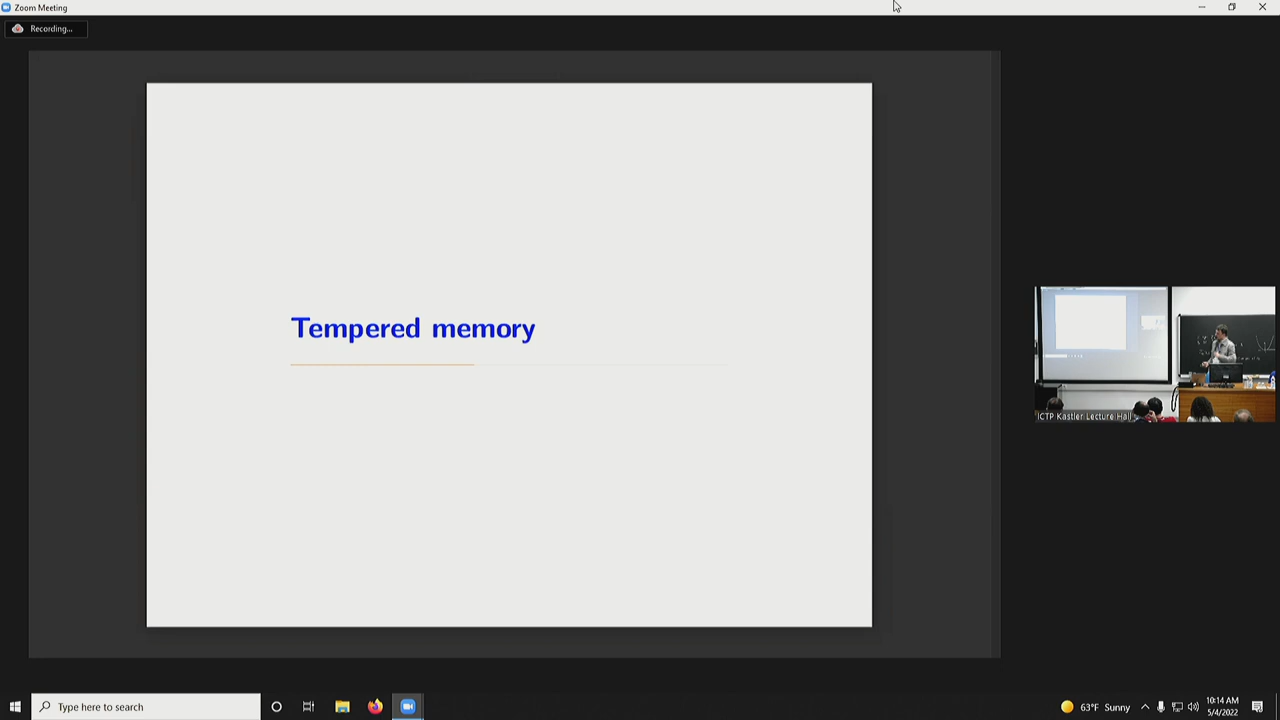 Zoom Meeting
Recording...
Tempered memory
ICTP Kastler Lecture Hall
Type here to search
63°F Sunny
10:14 AM
5/4/2022